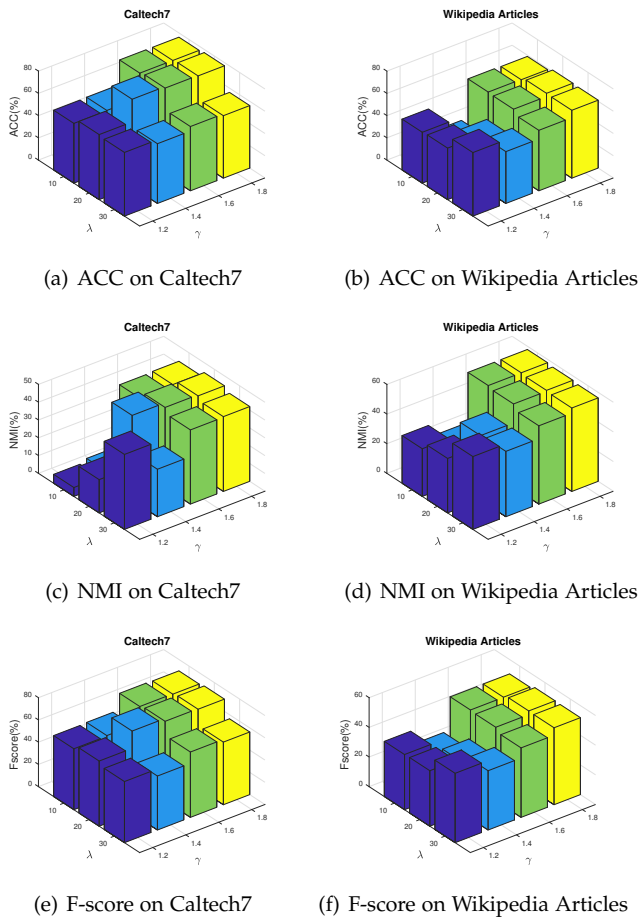 Caltech7
Wikipedia Articles
ACC(%)
80
60
40
20
0
10
20
30
λ
1.2
1.4
1.6
1.8
γ
ACC(%)
80
60
40
20
0
10
20
30
λ
1.2
1.4
1.6
1.8
γ
(a) ACC on Caltech7
(b) ACC on Wikipedia Articles
Caltech7
Wikipedia Articles
NMI(%)
50
40
30
20
10
0
10
20
30
λ
1.2
1.4
1.6
1.8
γ
NMI(%)
60
40
20
0
10
20
30
λ
1.2
1.4
1.6
1.8
γ
(c) NMI on Caltech7
(d) NMI on Wikipedia Articles
Caltech7
Wikipedia Articles
Fscore(%)
80
60
40
20
0
10
20
30
λ
1.2
1.4
1.6
1.8
γ
Fscore(%)
60
40
20
0
10
20
30
λ
1.2
1.4
1.6
1.8
γ
(e) F-score on Caltech7
(f) F-score on Wikipedia Articles